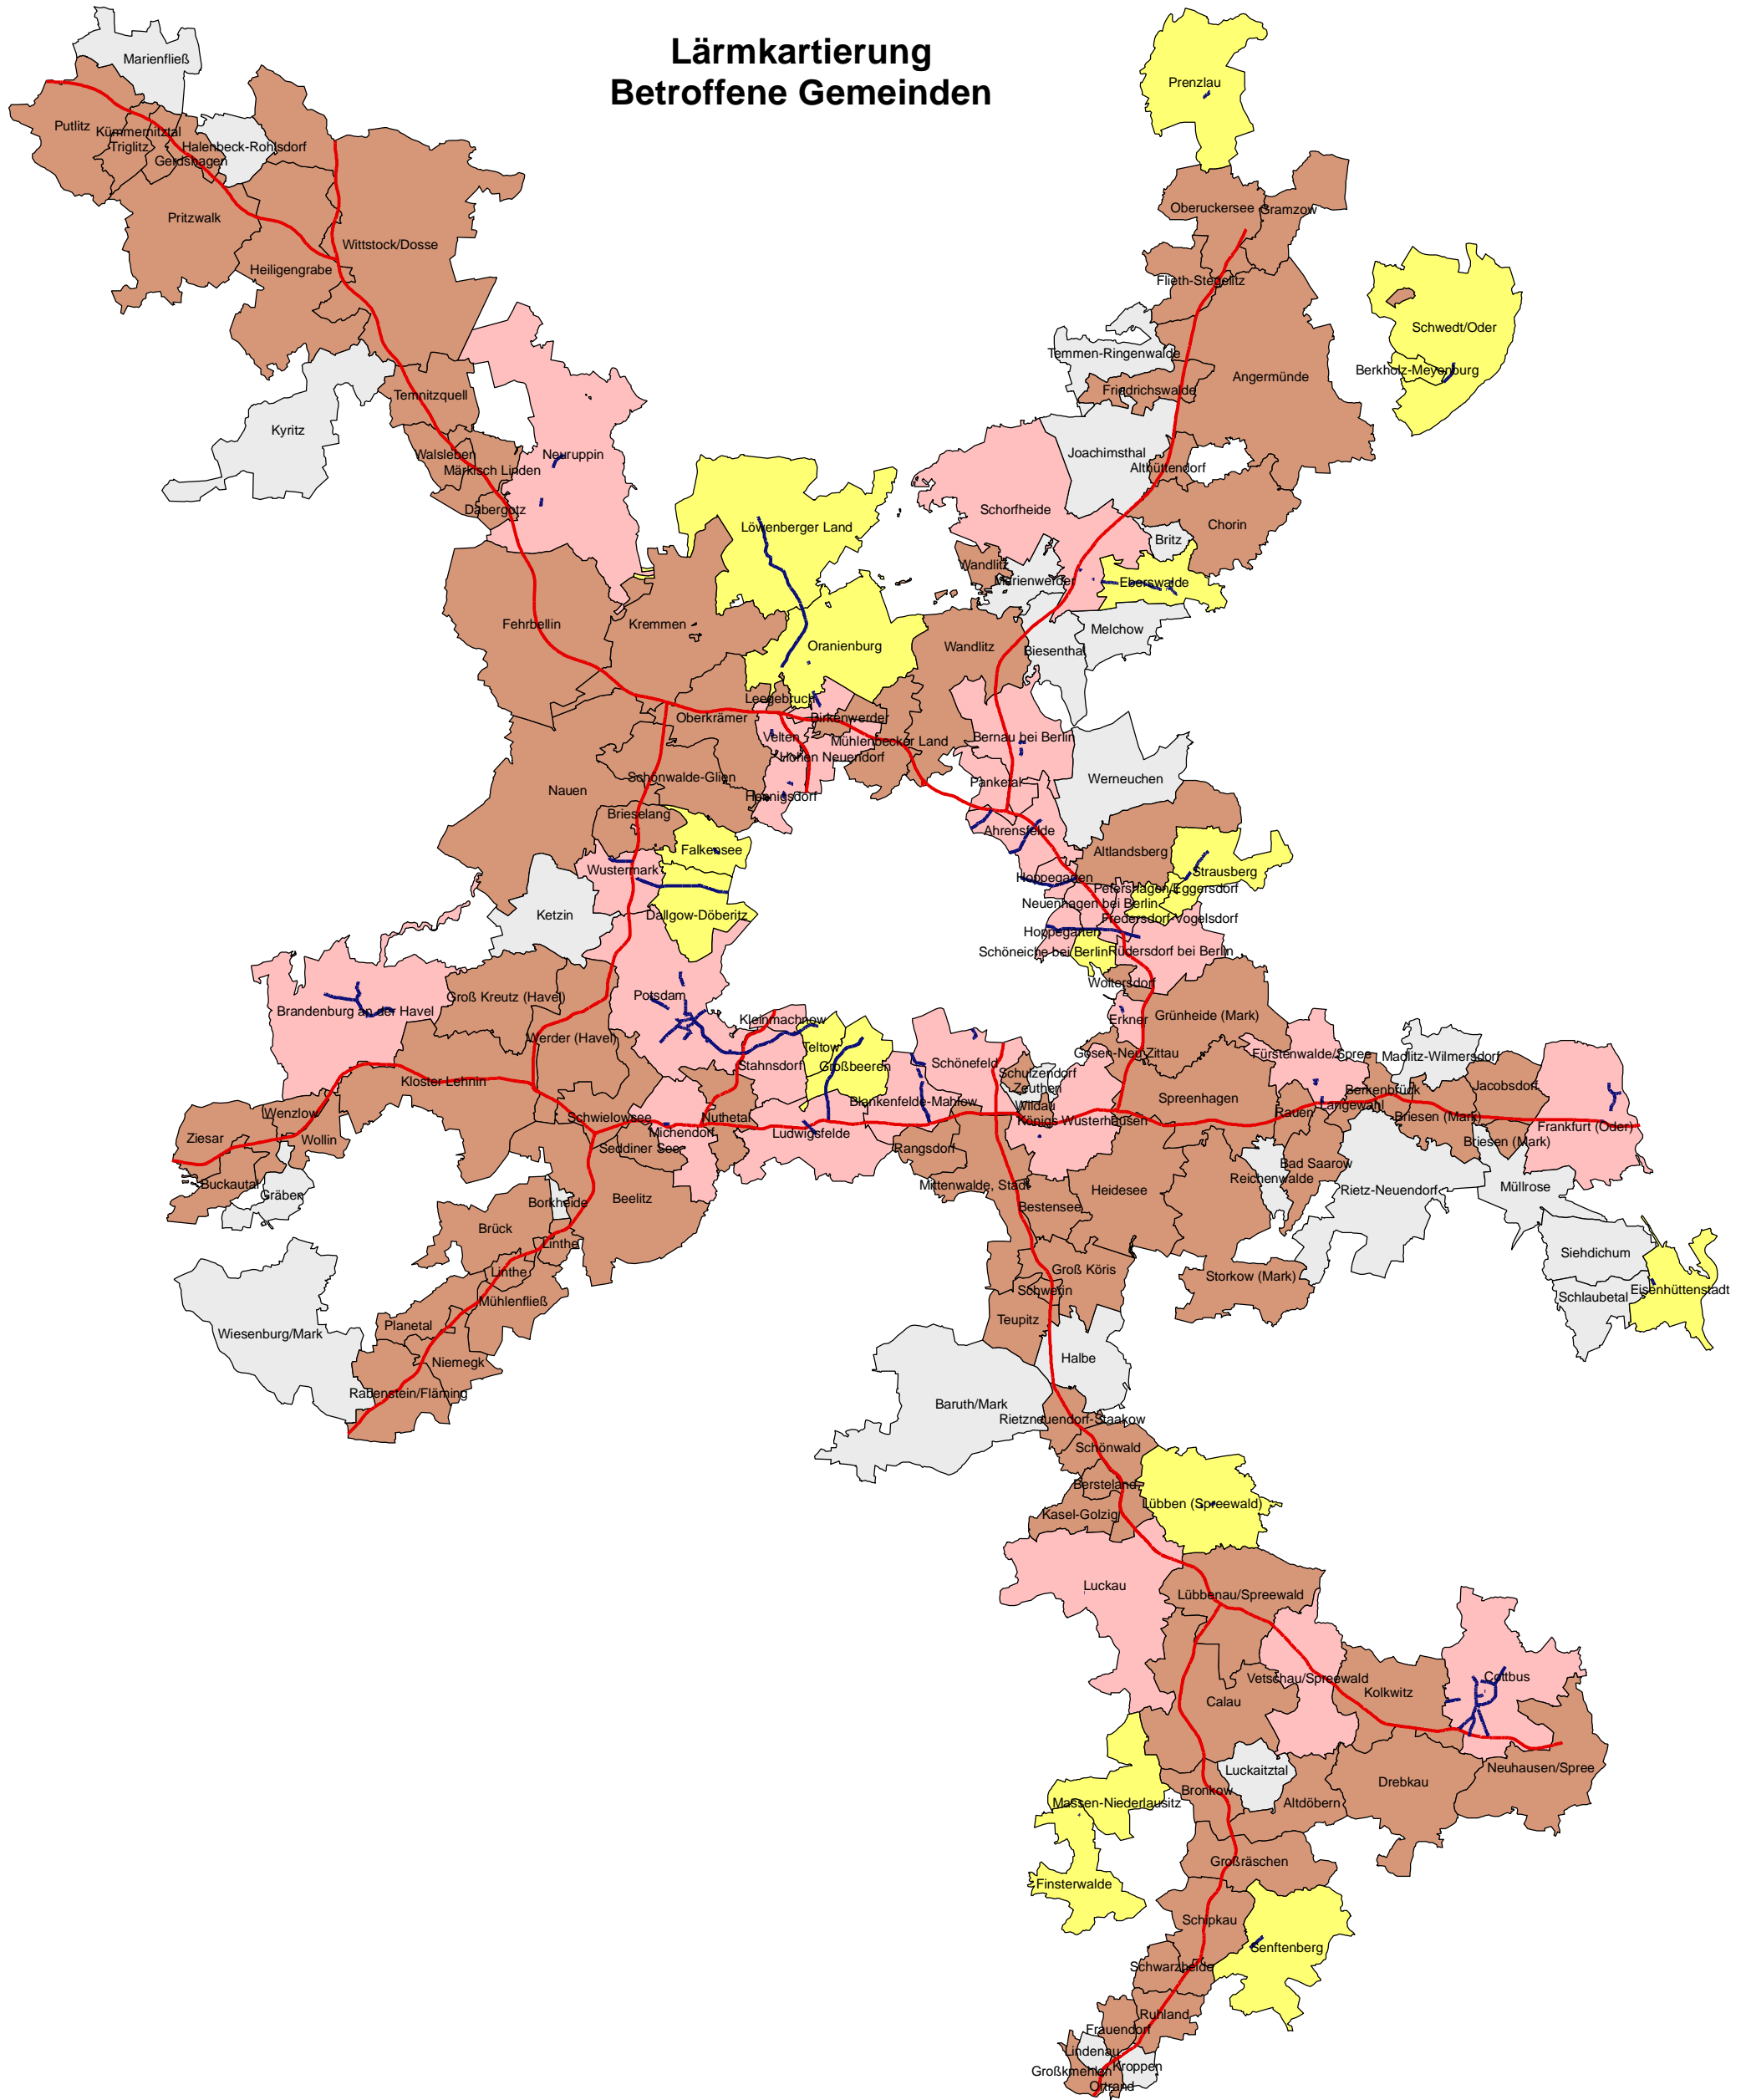 Lärmkartierung
Betroffene Gemeinden
Marienfließ
Prenzlau
Putlitz
Kümmernitztal
Triglitz
Halenbeck-Rohlsdorf
Gerdshagen
Pritzwalk
Oberuckersee
Gramzow
Wittstock/Dosse
Heiligengrabe
Flieth-Stegelitz
Schwedt/Oder
Temmen-Ringenwalde
Berkholz-Meyenburg
Angermünde
Friedrichswalde
Temnitzquell
Kyritz
Walsleben
Neuruppin
Märkisch Linden
Joachimsthal
Althüttendorf
Dabergotz
Schorfheide
Löwenberger Land
Chorin
Britz
Wandlitz
Marienwerder
Eberswalde
Fehrbellin
Kremmen
Melchow
Oranienburg
Wandlitz
Biesenthal
Leegebruch
Oberkrämer
Birkenwerder
Velten
Mühlenbecker Land
Bernau bei Berlin
Hohen Neuendorf
Schönwalde-Glien
Werneuchen
Panketal
Nauen
Hennigsdorf
Brieselang
Ahrensfelde
Falkensee
Altlandsberg
Wustermark
Strausberg
Hoppegarten
Petershagen/Eggersdorf
Neuenhagen bei Berlin
Ketzin
Dallgow-Döberitz
Fredersdorf-Vogelsdorf
Hoppegarten
Schöneiche bei Berlin
Rüdersdorf bei Berlin
Woltersdorf
Potsdam
Groß Kreutz (Havel)
Brandenburg an der Havel
Kleinmachnow
Erkner
Grünheide (Mark)
Werder (Havel)
Teltow
Gosen-Neu Zittau
Fürstenwalde/Spree
Madlitz-Wilmersdorf
Stahnsdorf
Großbeeren
Schönefeld
Schulzendorf
Kloster Lehnin
Zeuthen
Berkenbrück
Jacobsdorf
Blankenfelde-Mahlow
Spreenhagen
Wildau
Langewahl
Wenzlow
Rauen
Schwielowsee
Nuthetal
Königs Wusterhausen
Briesen (Mark)
Frankfurt (Oder)
Ziesar
Wollin
Michendorf
Ludwigsfelde
Briesen (Mark)
Seddiner See
Rangsdorf
Bad Saarow
Reichenwalde
Buckautal
Mittenwalde, Stadt
Heidesee
Rietz-Neuendorf
Müllrose
Gräben
Borkheide
Beelitz
Bestensee
Brück
Linthe
Siehdichum
Linthe
Groß Köris
Storkow (Mark)
Schwerin
Eisenhüttenstadt
Mühlenfließ
Schlaubetal
Teupitz
Planetal
Wiesenburg/Mark
Halbe
Niemegk
Rabenstein/Fläming
Baruth/Mark
Rietzneuendorf-Staakow
Schönwald
Bersteland
Lübben (Spreewald)
Kasel-Golzig
Luckau
Lübbenau/Spreewald
Vetschau/Spreewald
Cottbus
Kolkwitz
Calau
Luckaitztal
Neuhausen/Spree
Drebkau
Bronkow
Massen-Niederlausitz
Altdöbern
Großräschen
Finsterwalde
Schipkau
Senftenberg
Schwarzheide
Ruhland
Frauendorf
Lindenau
Kroppen
Großkmehlen
Ortrand